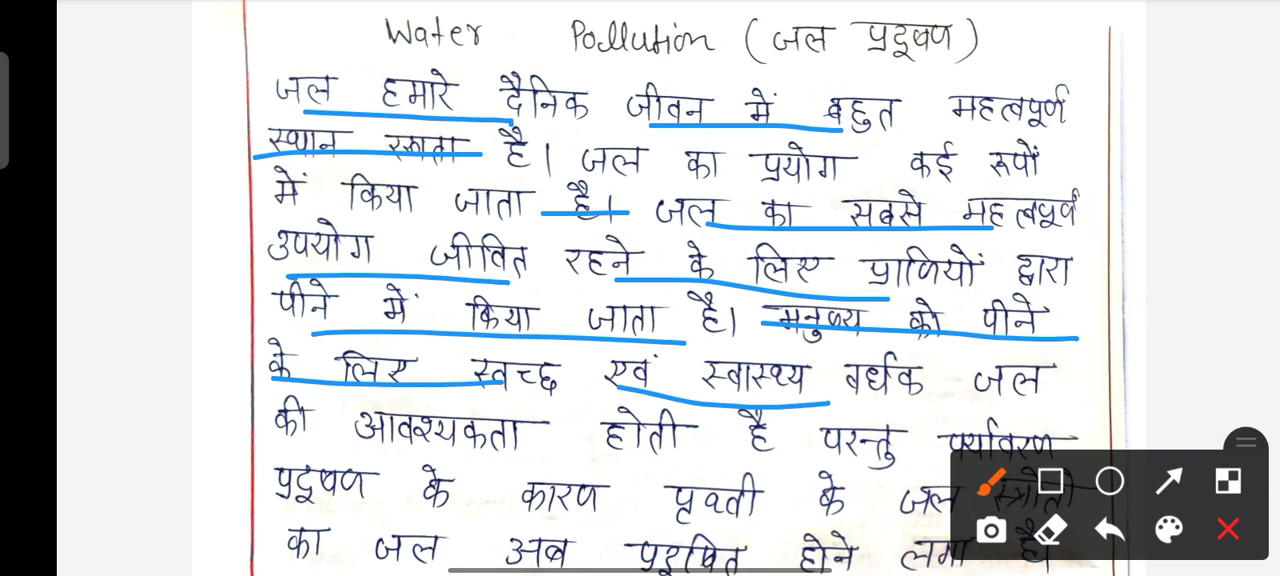 Water Pollution (जल प्रदूषण)
जल हमारे दैनिक जीवन में बहुत महत्वपूर्ण
स्थान रखता है। जल का प्रयोग कई रूपों
में किया जाता है। जल का सबसे महत्वपूर्ण
उपयोग जीवित रहने के लिए प्राणियों द्वारा
पीने में किया जाता है। मनुष्य को पीने
के लिए स्वच्छ एवं स्वास्थ्य वर्धक जल
की आवश्यकता होती है परन्तु पर्यावरण
प्रदूषण के कारण पृथ्वी के जल स्त्रोतो
का जल अब प्रदूषित होने लगा है।